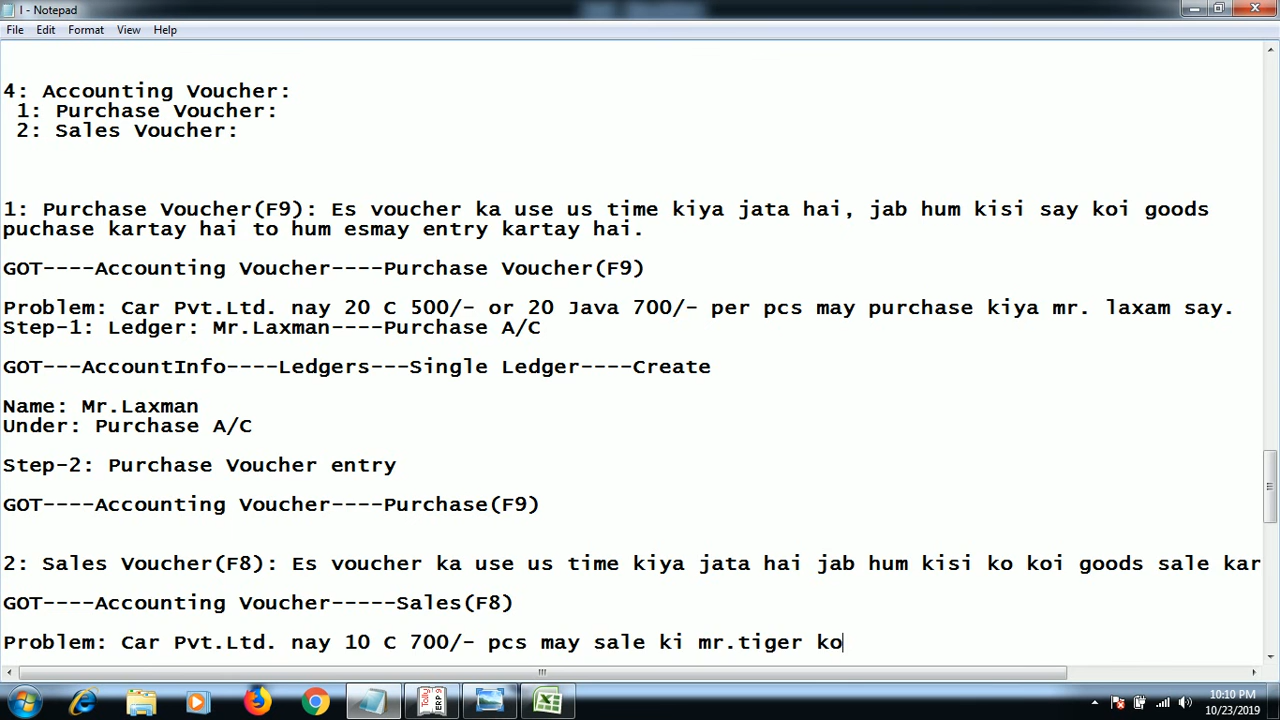 I - Notepad
File Edit Format View Help
4: Accounting Voucher:
1: Purchase Voucher:
2: Sales Voucher:
1: Purchase Voucher(F9): Es voucher ka use us time kiya jata hai, jab hum kisi say koi goods
puchase kartay hai to hum esmay entry kartay hai.
GOT----Accounting Voucher----Purchase Voucher(F9)
Problem: Car Pvt.Ltd. nay 20 C 500/- or 20 Java 700/- per pcs may purchase kiya mr. laxam say.
Step-1: Ledger: Mr.Laxman----Purchase A/C
GOT---AccountInfo----Ledgers---Single Ledger----Create
Name: Mr.Laxman
Under: Purchase A/C
Step-2: Purchase Voucher entry
GOT----Accounting Voucher----Purchase(F9)
2: Sales Voucher(F8): Es voucher ka use us time kiya jata hai jab hum kisi ko koi goods sale kar
GOT----Accounting Voucher-----Sales(F8)
Problem: Car Pvt.Ltd. nay 10 C 700/- pcs may sale ki mr.tiger ko
Tally ERP 9
10:10 PM
10/23/2019